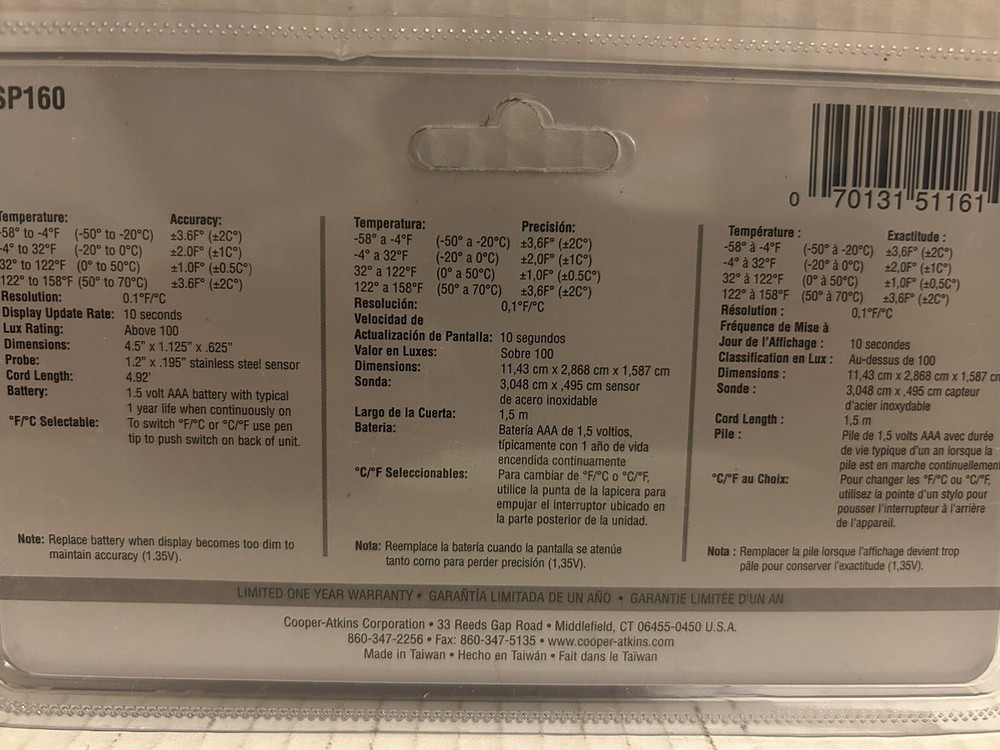 SP160
0 70131 51161
Temperature: Accuracy:
-58° to -4°F (-50° to -20°C) ±3.6F° (±2C°)
-4° to 32°F (-20° to 0°C) ±2.0F° (±1C°)
32° to 122°F (0° to 50°C) ±1.0F° (±0.5C°)
122° to 158°F (50° to 70°C) ±3.6F° (±2C°)
Resolution: 0.1°F/°C
Display Update Rate: 10 seconds
Lux Rating: Above 100
Dimensions: 4.5" x 1.125" x .625"
Probe: 1.2" x .195" stainless steel sensor
Cord Length: 4.92'
Battery: 1.5 volt AAA battery with typical
1 year life when continuously on
°F/°C Selectable: To switch °F/°C or °C/°F use pen
tip to push switch on back of unit.
Note: Replace battery when display becomes too dim to
maintain accuracy (1.35V).
Temperatura: Precisión:
-58° a -4°F (-50° a -20°C) ±3,6F° (±2C°)
-4° a 32°F (-20° a 0°C) ±2,0F° (±1C°)
32° a 122°F (0° a 50°C) ±1,0F° (±0.5C°)
122° a 158°F (50° a 70°C) ±3,6F° (±2C°)
Resolución: 0,1°F/°C
Velocidad de
Actualización de Pantalla: 10 segundos
Valor en Luxes: Sobre 100
Dimensions: 11,43 cm x 2,868 cm x 1,587 cm
Sonda: 3,048 cm x ,495 cm sensor
de acero inoxidable
Largo de la Cuerta: 1,5 m
Bateria: Batería AAA de 1,5 voltios,
típicamente con 1 año de vida
encendida continuamente
°C/°F Seleccionables: Para cambiar de °F/°C o °C/°F,
utilice la punta de la lapicera para
empujar el interruptor ubicado en
la parte posterior de la unidad.
Nota: Reemplace la batería cuando la pantalla se atenúe
tanto como para perder precisión (1,35V).
Température : Exactitude :
-58° à -4°F (-50° à -20°C) ±3,6F° (±2C°)
-4° à 32°F (-20° à 0°C) ±2,0F° (±1C°)
32° à 122°F (0° à 50°C) ±1,0F° (±0,5C°)
122° à 158°F (50° à 70°C) ±3,6F° (±2C°)
Résolution : 0,1°F/°C
Fréquence de Mise à
Jour de l'Affichage : 10 secondes
Classification en Lux : Au-dessus de 100
Dimensions : 11,43 cm x 2,868 cm x 1,587 cm
Sonde : 3,048 cm x ,495 cm capteur
d'acier inoxydable
Cord Length : 1,5 m
Pile : Pile de 1,5 volts AAA avec durée
de vie typique d'un an lorsque la
pile est en marche continuellement
°C/°F au Choix: Pour changer les °F/°C ou °C/°F,
utilisez la pointe d'un stylo pour
pousser l'interrupteur à l'arrière
de l'appareil.
Nota : Remplacer la pile lorsque l'affichage devient trop
pâle pour conserver l'exactitude (1,35V).
LIMITED ONE YEAR WARRANTY • GARAÑTÍA LIMITADA DE UN AÑO • GARANTIE LIMITÉE D'UN AN
Cooper-Atkins Corporation • 33 Reeds Gap Road • Middlefield, CT 06455-0450 U.S.A.
860-347-2256 • Fax: 860-347-5135 • www.cooper-atkins.com
Made in Taiwan • Hecho en Taiwán • Fait dans le Taïwan